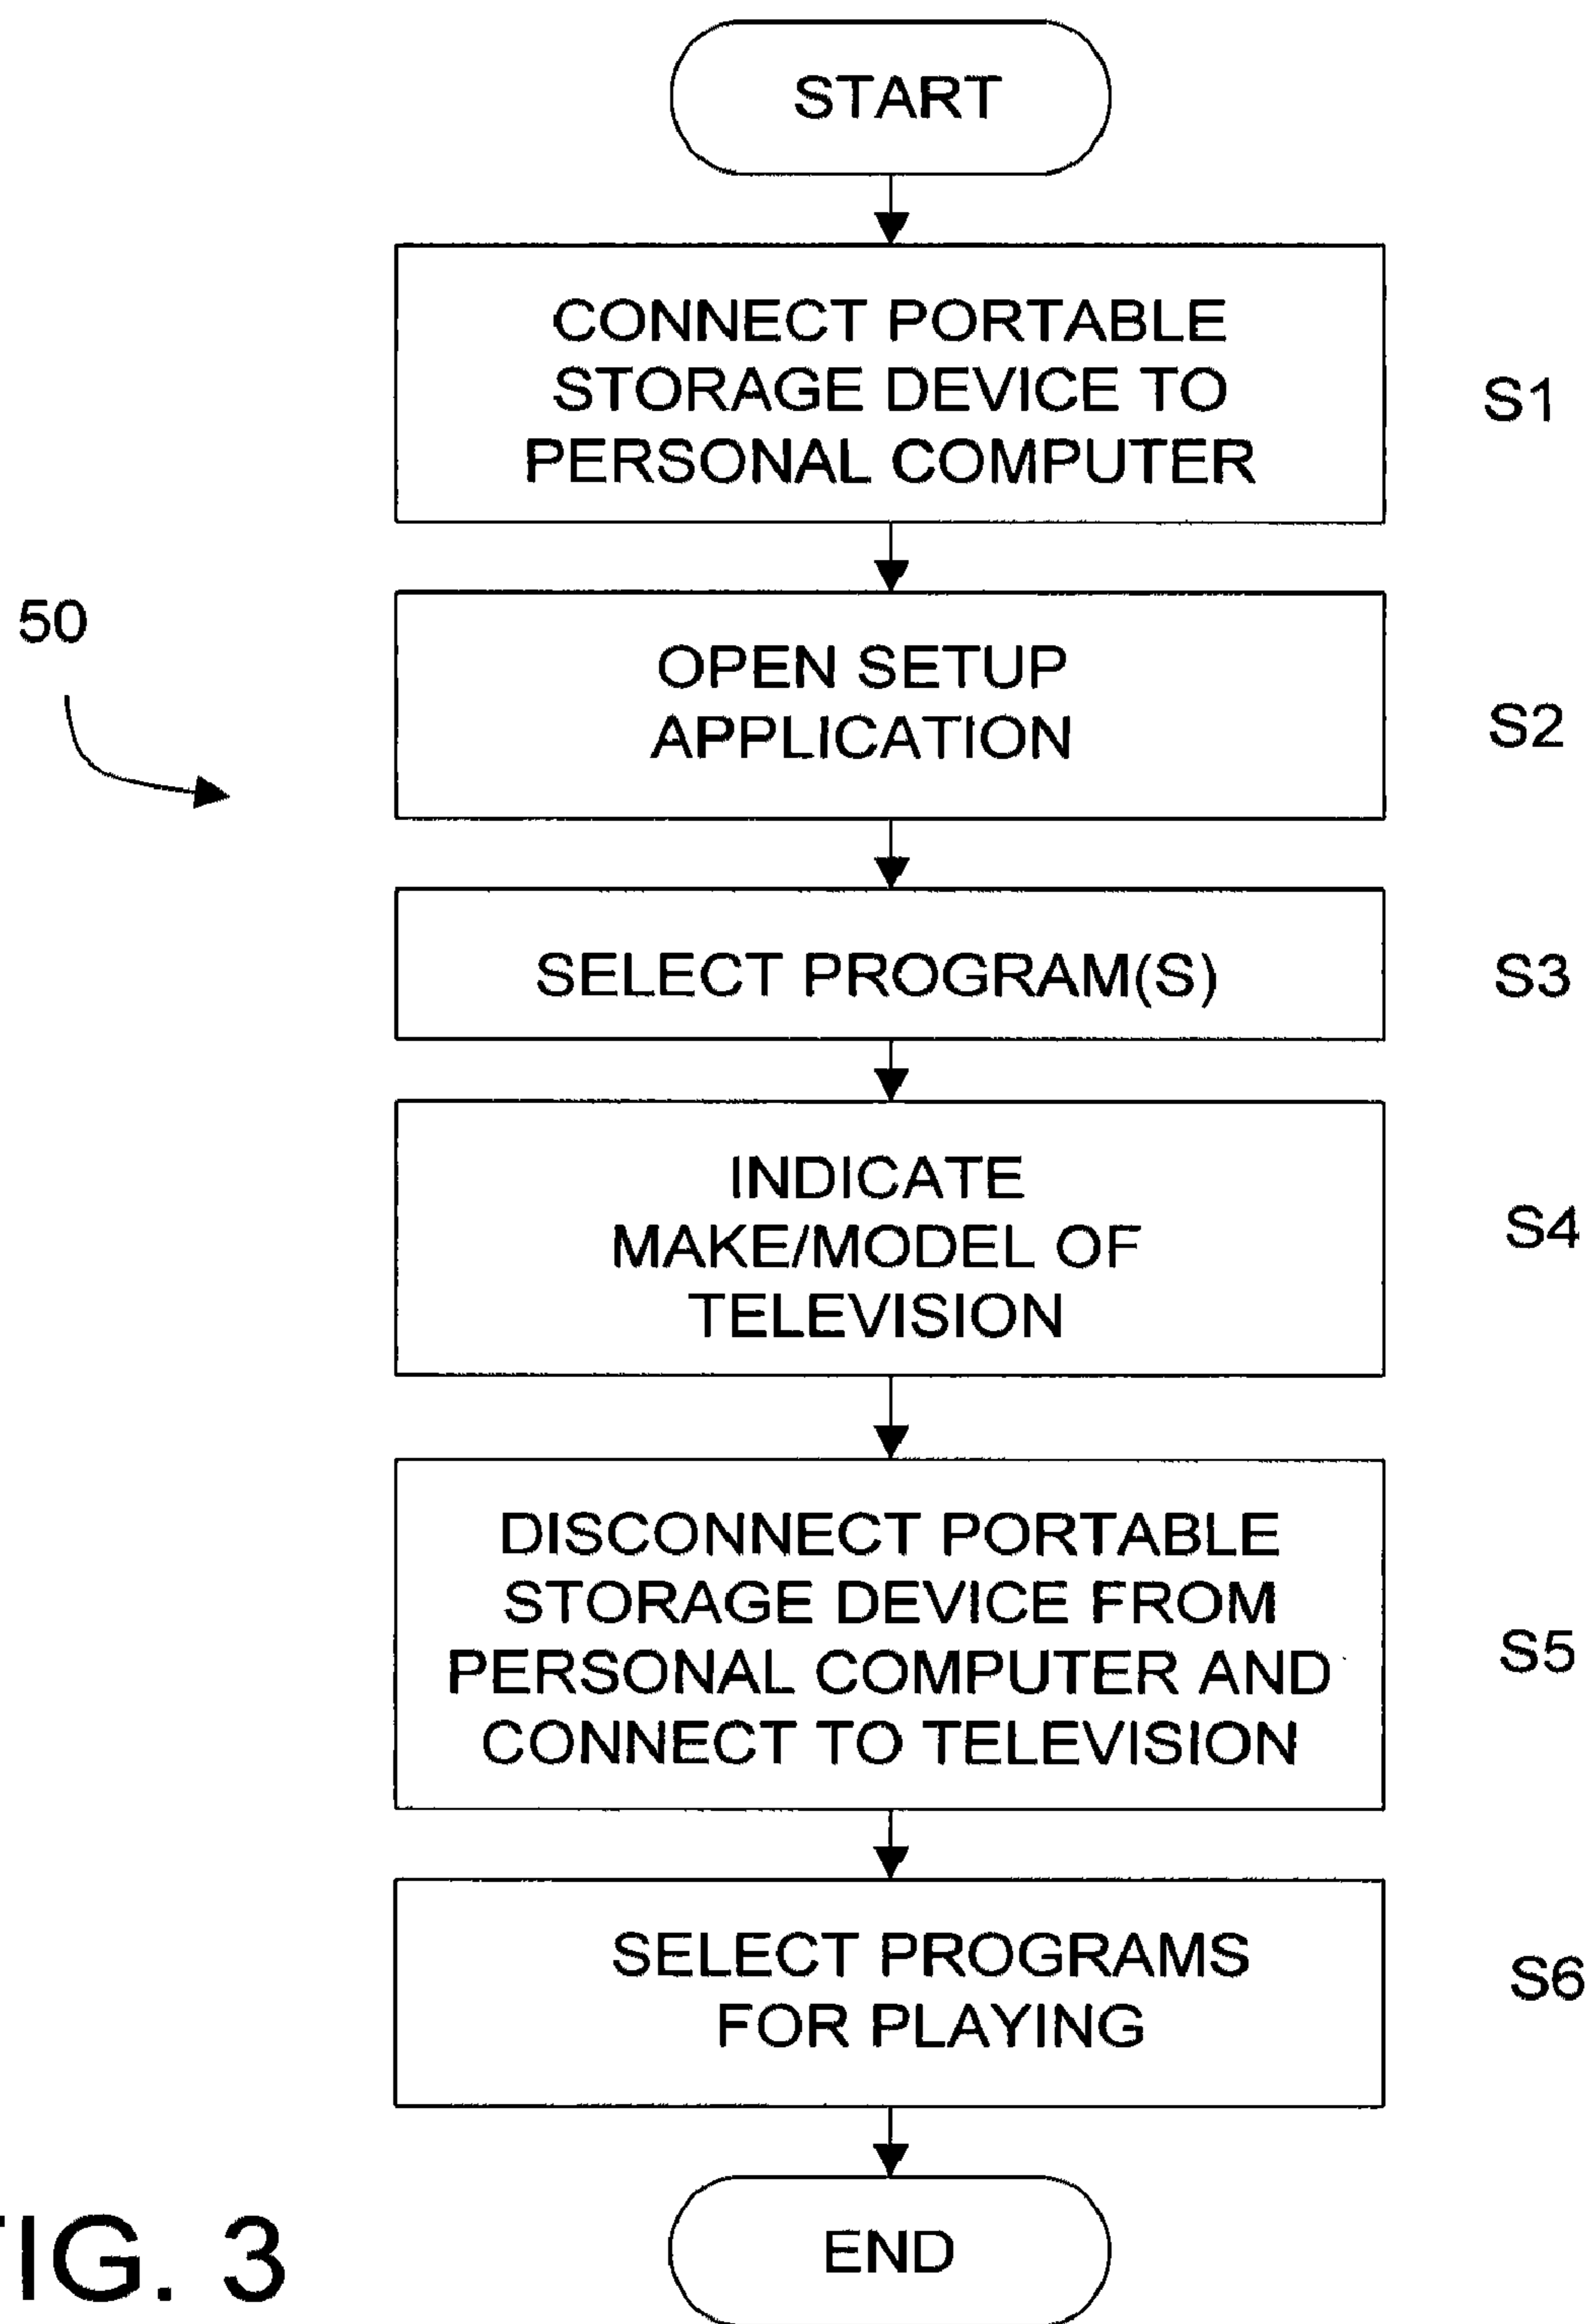 START
CONNECT PORTABLE
STORAGE DEVICE TO
PERSONAL COMPUTER
S1
50
OPEN SETUP
APPLICATION
S2
SELECT PROGRAM(S)
S3
INDICATE
MAKE/MODEL OF
TELEVISION
S4
DISCONNECT PORTABLE
STORAGE DEVICE FROM
PERSONAL COMPUTER AND
CONNECT TO TELEVISION
S5
SELECT PROGRAMS
FOR PLAYING
S6
END
FIG. 3